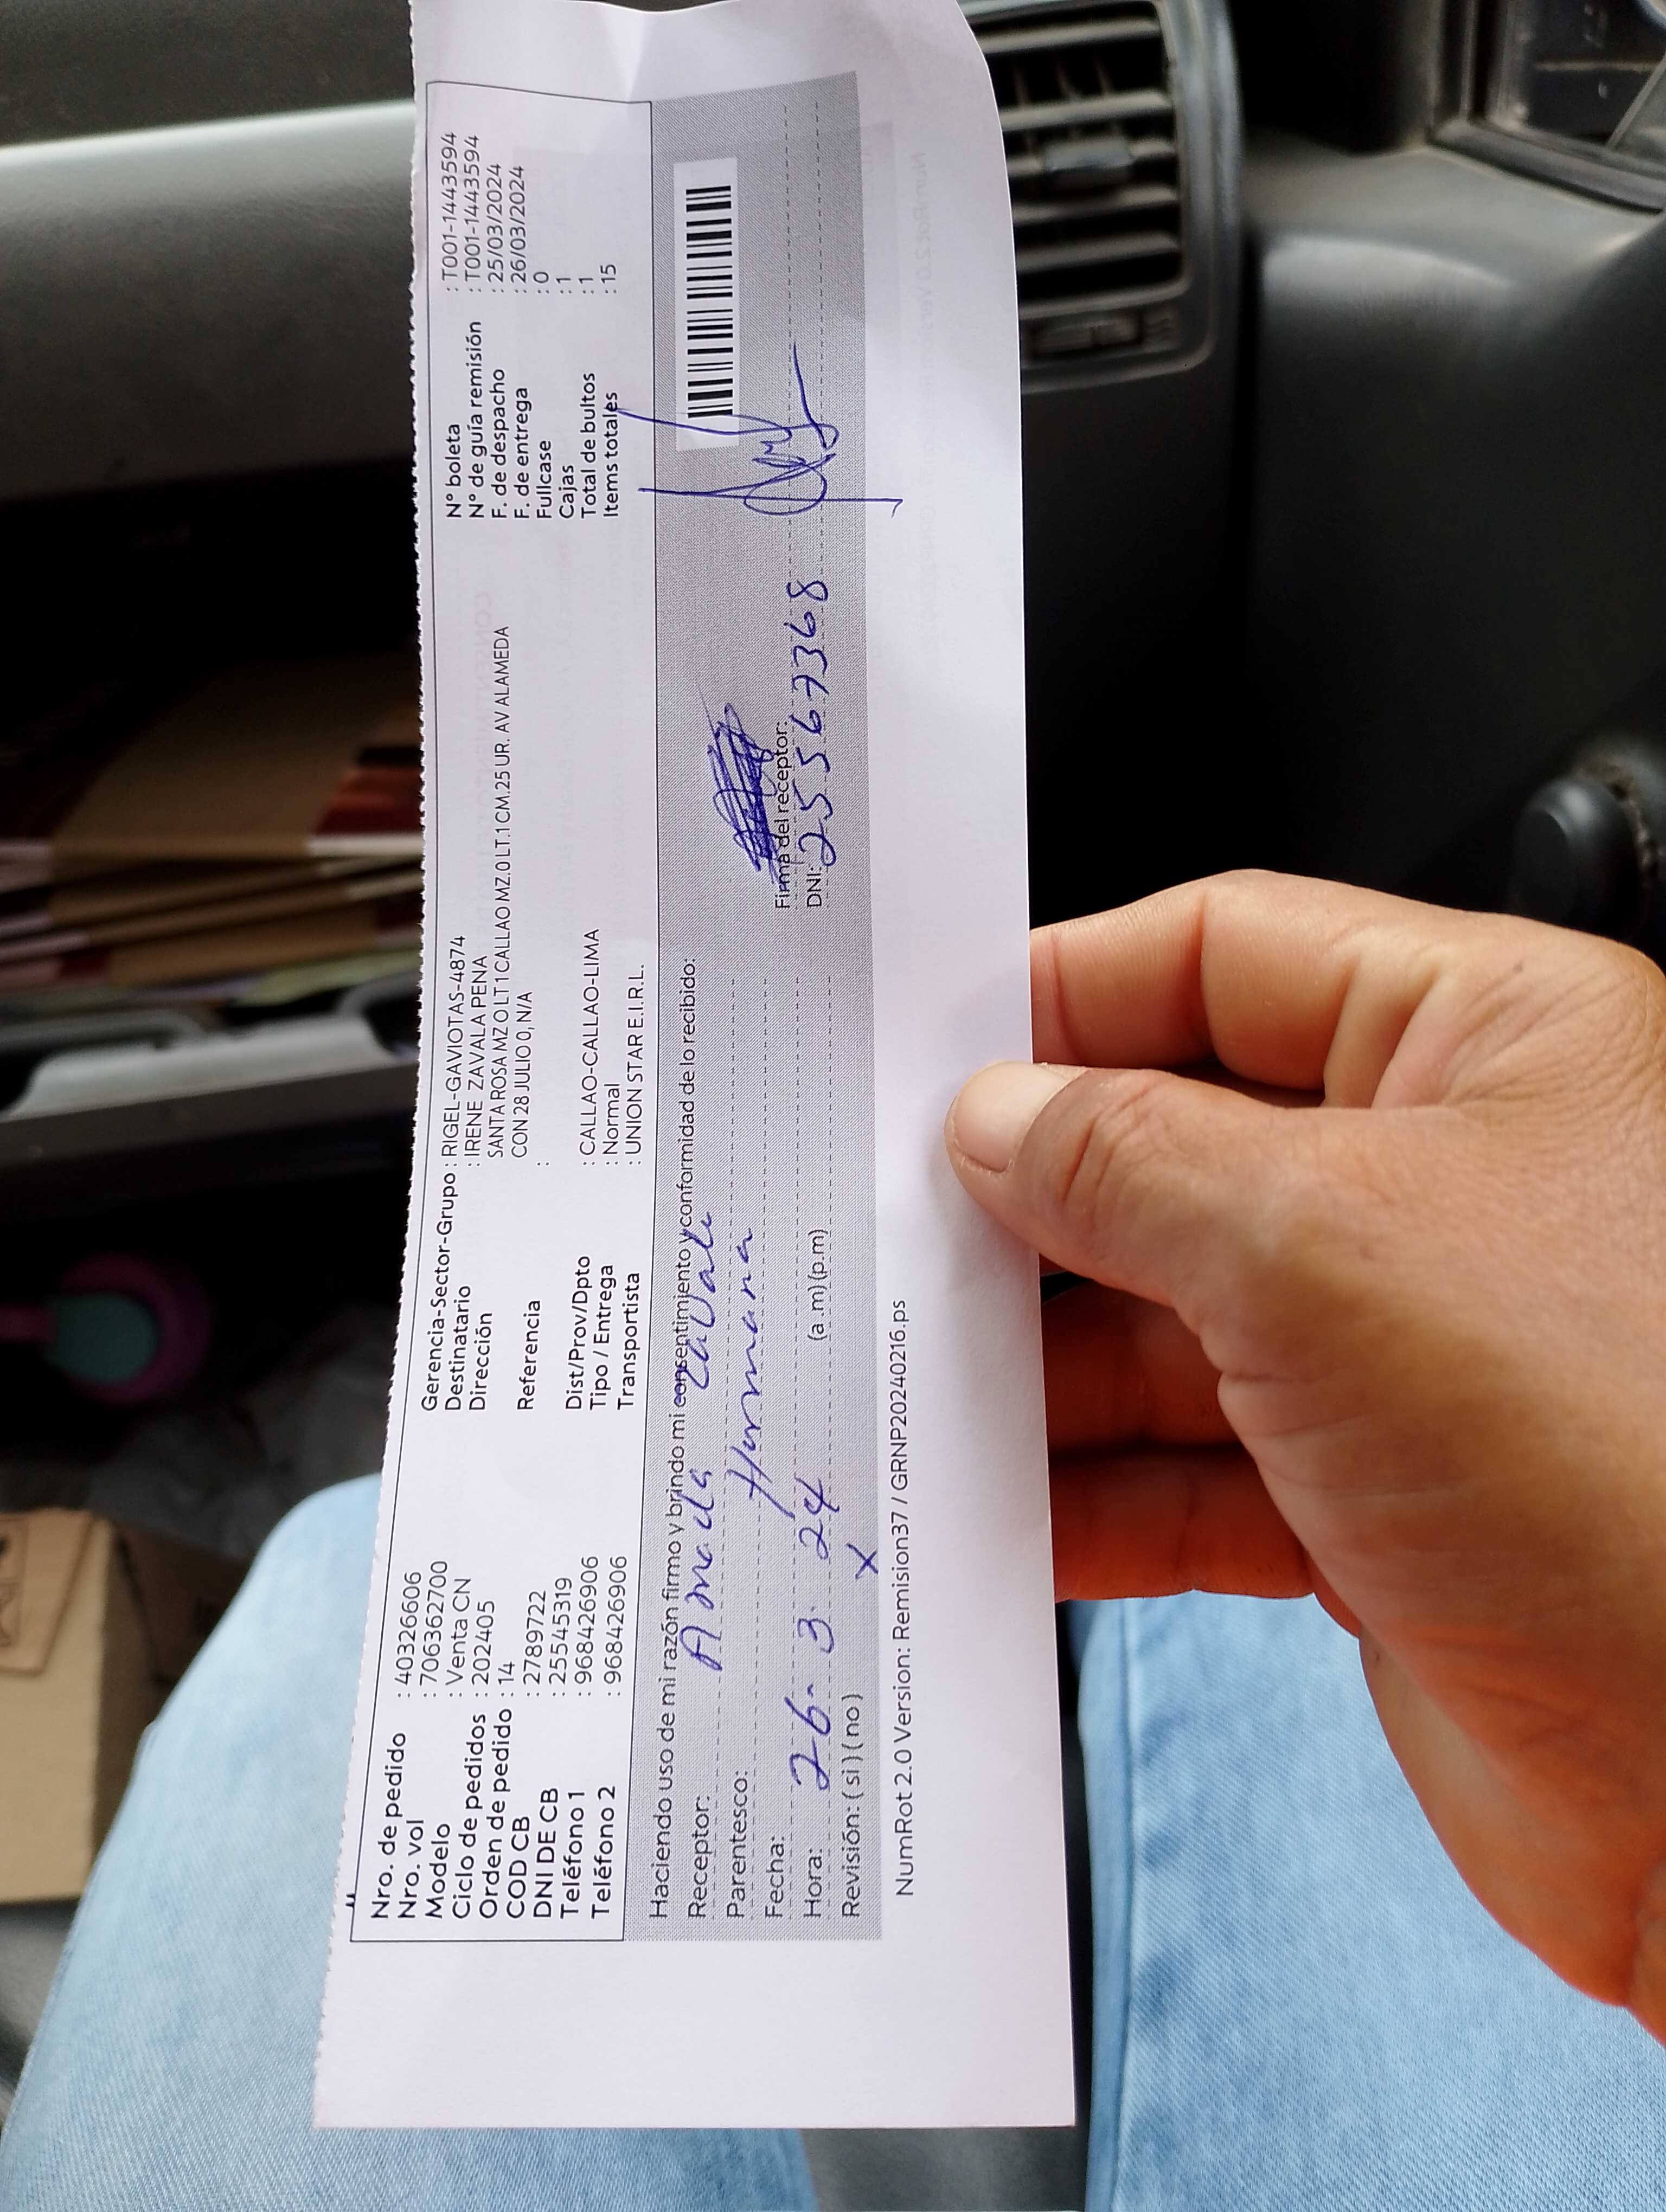 Nro. de pedido : 40326606
Nro. vol : 706362700
Modelo : Venta CN
Ciclo de pedidos : 202405
Orden de pedido : 14
COD CB : 2789722
DNI DE CB : 25545319
Teléfono 1 : 968426906
Teléfono 2 : 968426906
Gerencia-Sector-Grupo : RIGEL-GAVIOTAS-4874
Destinatario : IRENE ZAVALA PENA
Dirección SANTA ROSA MZ O LT 1 CALLAO MZ.0 LT.1 CM.25 UR. AV ALAMEDA
CON 28 JULIO 0, N/A
Referencia :
Dist/Prov/Dpto : CALLAO-CALLAO-LIMA
Tipo / Entrega : Normal
Transportista : UNION STAR E.I.R.L.
N° boleta : T001-1443594
N° de guía remisión : T001-1443594
F. de despacho : 25/03/2024
F. de entrega : 26/03/2024
Fullcase : 0
Cajas : 1
Total de bultos : 1
Items totales : 15
Haciendo uso de mi razón firmo y brindo mi consentimiento y conformidad de lo recibido:
Receptor: Amada Zavala
Parentesco: Hermana
Fecha: 26. 3. 24
Hora: (a .m) (p.m)
Revisión: ( si ) ( no ) X
Firma del receptor:
DNI: 25567368
NumRot 2.0 Version: Remision37 / GRNP20240216.ps